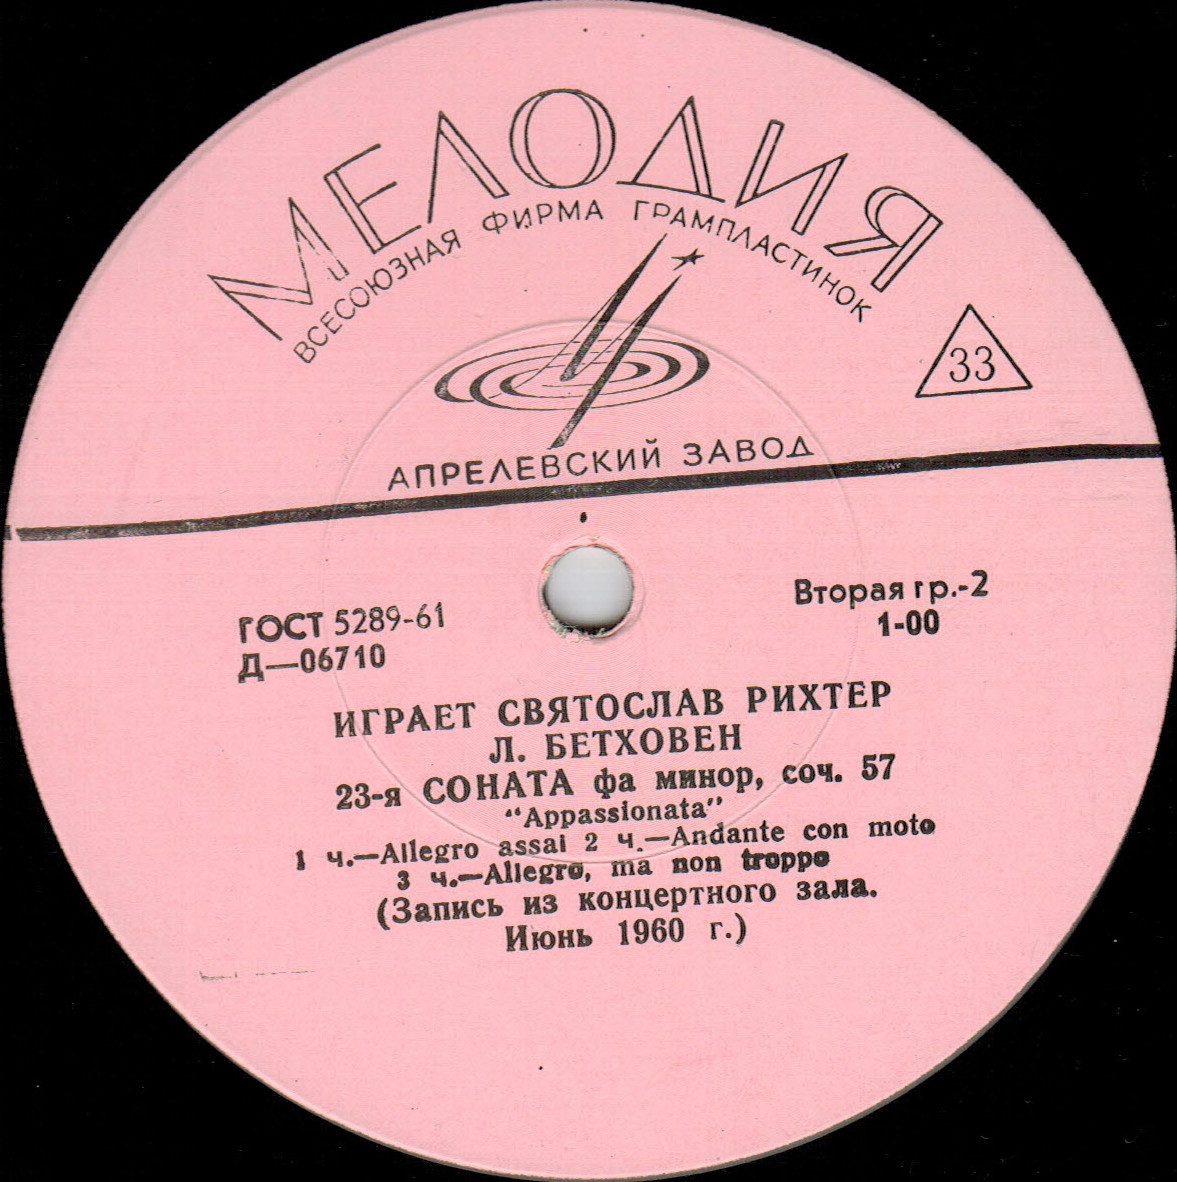 МЕЛОДИЯ
ВСЕСОЮЗНАЯ ФИРМА ГРАМПЛАСТИНОК
33
АПРЕЛЕВСКИЙ ЗАВОД
ГОСТ 5289-61
Вторая гр.-2
Д—06710
1-00
ИГРАЕТ СВЯТОСЛАВ РИХТЕР
Л. БЕТХОВЕН
23-я СОНАТА фа минор, соч. 57
"Appassionata"
1 ч.—Allegro assai 2 ч.—Andante con moto
3 ч.—Allegro, ma non troppo
(Запись из концертного зала.
Июнь 1960 г.)